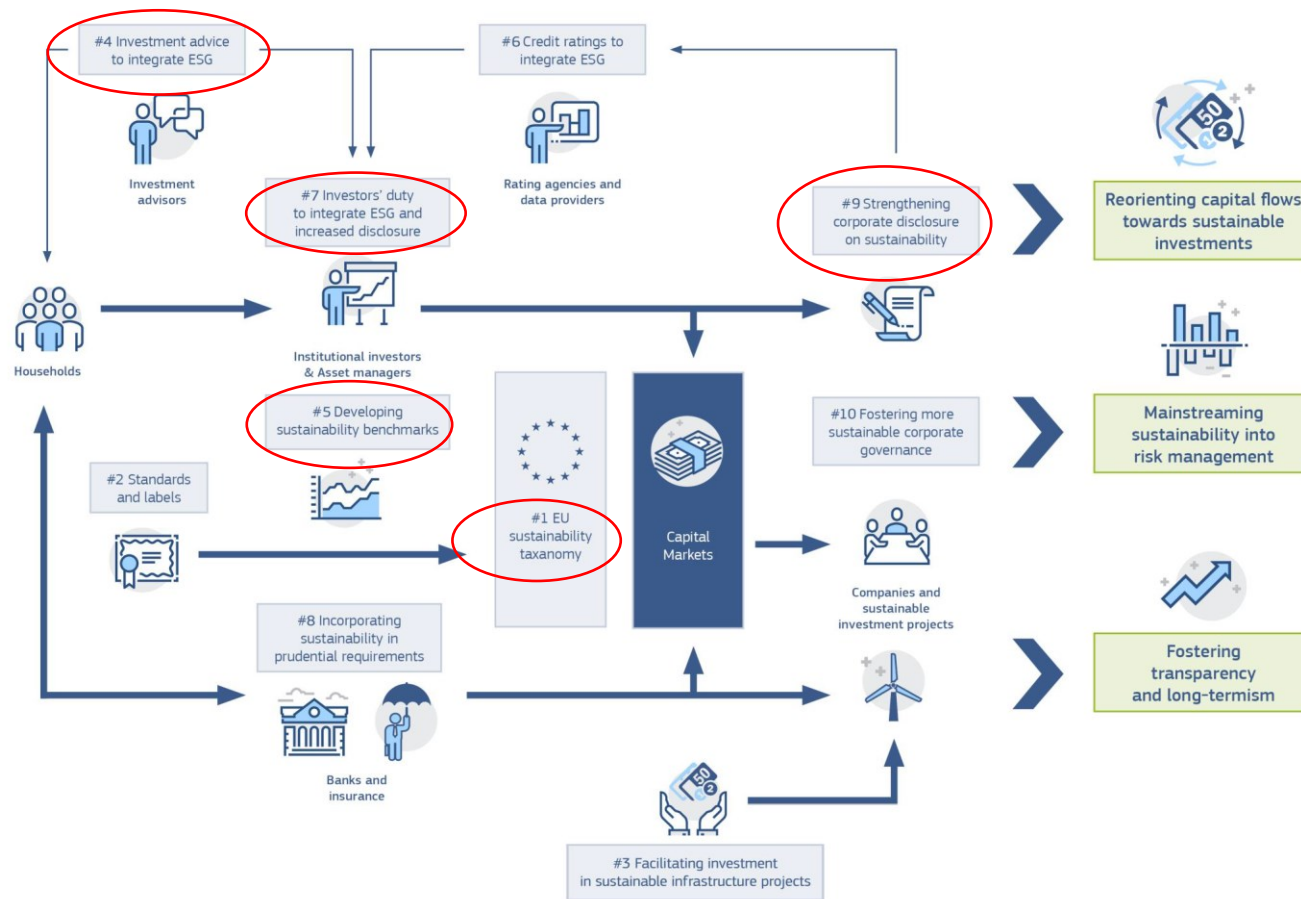 #4 Investment advice
to integrate ESG
#6 Credit ratings to
integrate ESG
50
2
Investment
advisors
#7 Investors' duty
to integrate ESG and
increased disclosure
Rating agencies and
data providers
#9 Strengthening
corporate disclosure
on sustainability
Reorienting capital flows
towards sustainable
investments
Households
Institutional investors
& Asset managers
#5 Developing
sustainability benchmarks
#10 Fostering more
sustainable corporate
governance
Mainstreaming
sustainability into
risk management
#2 Standards
and labels
#1 EU
sustainability
taxanomy
Capital
Markets
Companies and
sustainable
investment projects
#8 Incorporating
sustainability in
prudential requirements
Fostering
transparency
and long-termism
Banks and
insurance
50
2
#3 Facilitating investment
in sustainable infrastructure projects